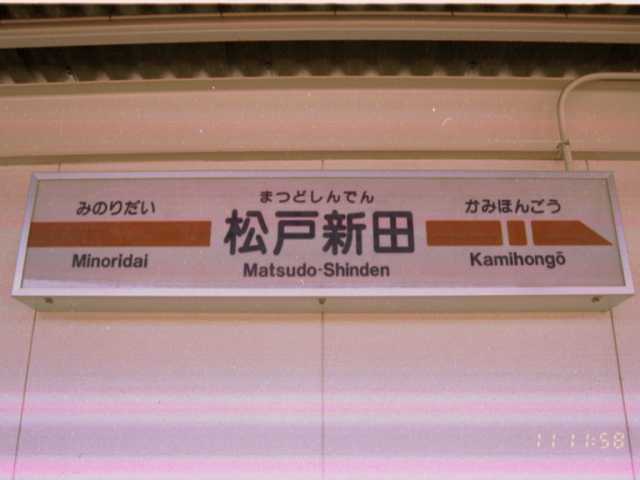 みのりだい
Minoridai
まつどしんでん
松戸新田
Matsudo-Shinden
かみほんごう
Kamihongō
11 11:58